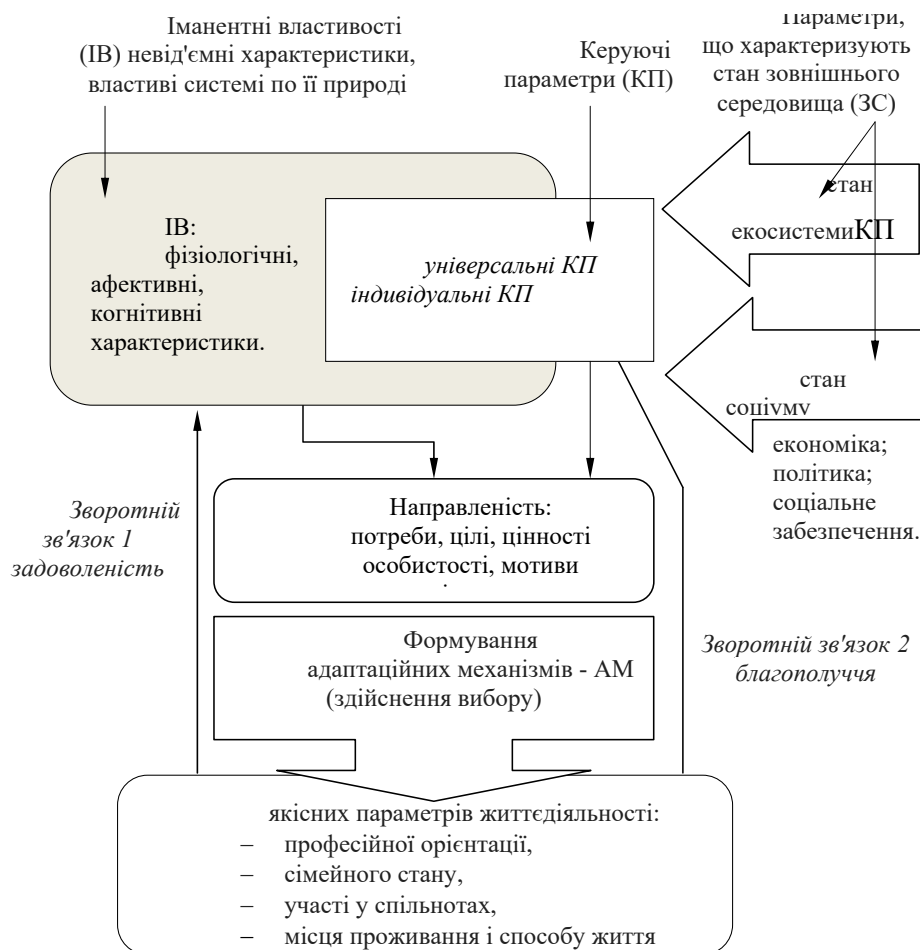 Іманентні властивості
(ІВ) невід'ємні характеристики,
властиві системі по її природі
Керуючі
параметри (КП)
Параметри,
що характеризують
стан зовнішнього
середовища (ЗС)
ІВ:
фізіологічні,
афективні,
когнітивні
характеристики.
універсальні КП
індивідуальні КП
стан
екосистемиКП
стан
соціуму
економіка;
політика;
соціальне
забезпечення.
Зворотній
зв'язок 1
задоволеність
Направленість:
потреби, цілі, цінності
особистості, мотиви
Формування
адаптаційних механізмів - АМ
(здійснення вибору)
Зворотній зв'язок 2
благополуччя
якісних параметрів життєдіяльності:
– професійної орієнтації,
– сімейного стану,
– участі у спільнотах,
– місця проживання і способу життя